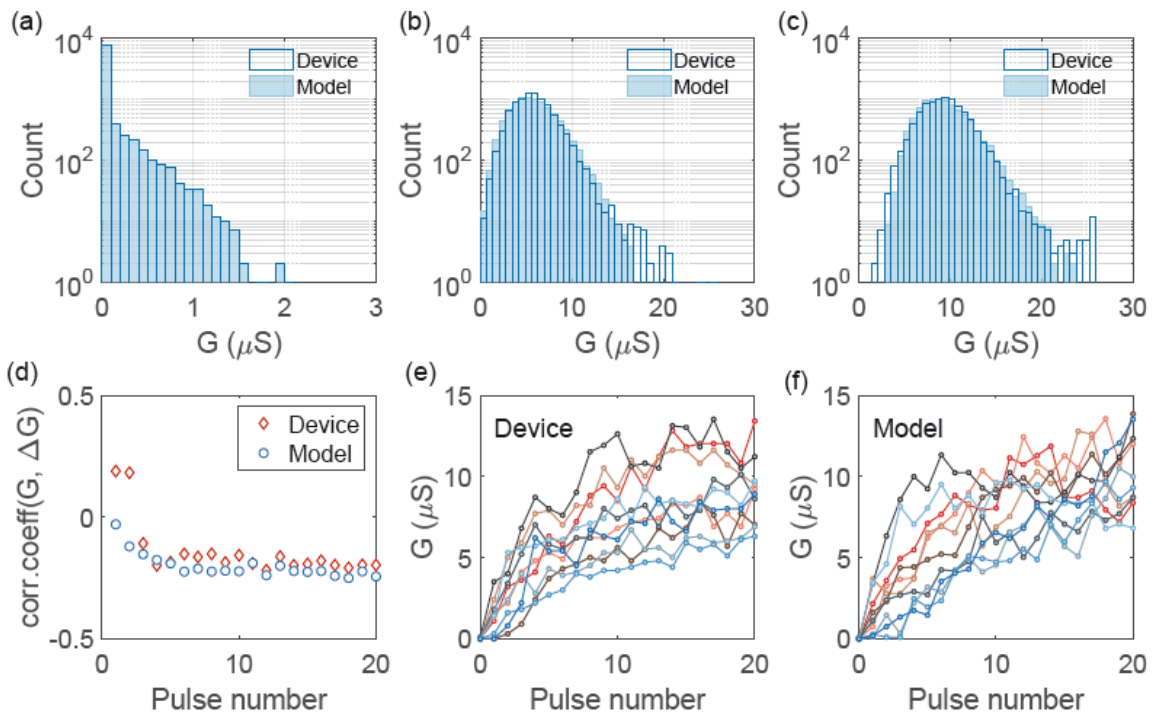 (a)
10^4
10^2
10^0
Count
Device
Model
0 1 2 3
G (μS)
(b)
10^4
10^2
10^0
Count
Device
Model
0 10 20 30
G (μS)
(c)
10^4
10^2
10^0
Count
Device
Model
0 10 20 30
G (μS)
(d)
0.5
0
-0.5
corr.coeff(G, ΔG)
Device
Model
0 10 20
Pulse number
(e)
15
10
5
0
G (μS)
Device
0 10 20
Pulse number
(f)
15
10
5
0
G (μS)
Model
0 10 20
Pulse number